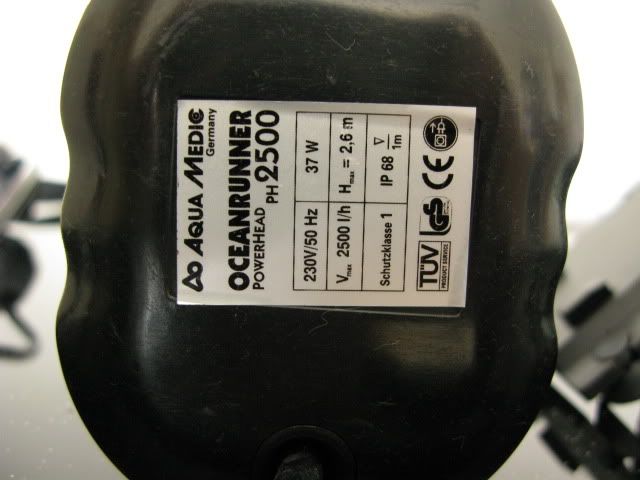 AQUA MEDIC
Germany
OCEANRUNNER
POWERHEAD PH 2500
230V/50 Hz 37 W
Vmax 2500 l/h Hmax = 2,6 m
Schutzklasse 1 IP 68 1m
TÜV GS CE
PRODUCT SERVICE